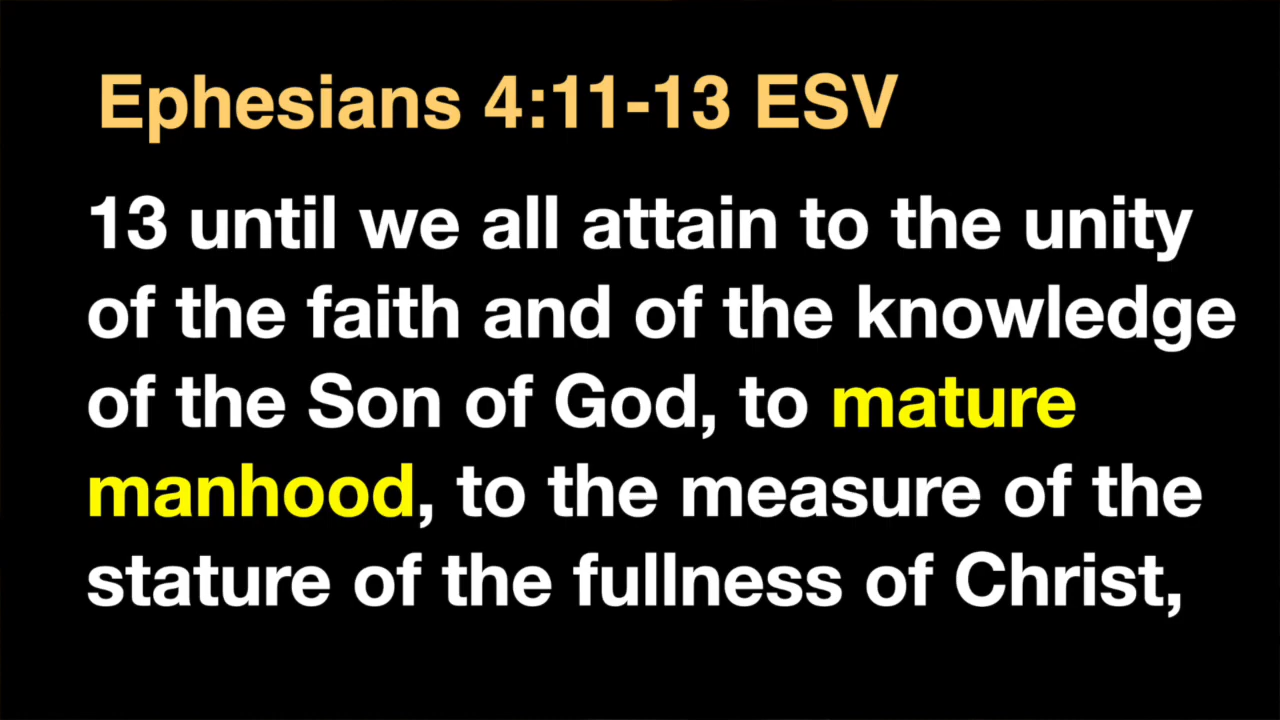 Ephesians 4:11-13 ESV
13 until we all attain to the unity
of the faith and of the knowledge
of the Son of God, to mature
manhood, to the measure of the
stature of the fullness of Christ,